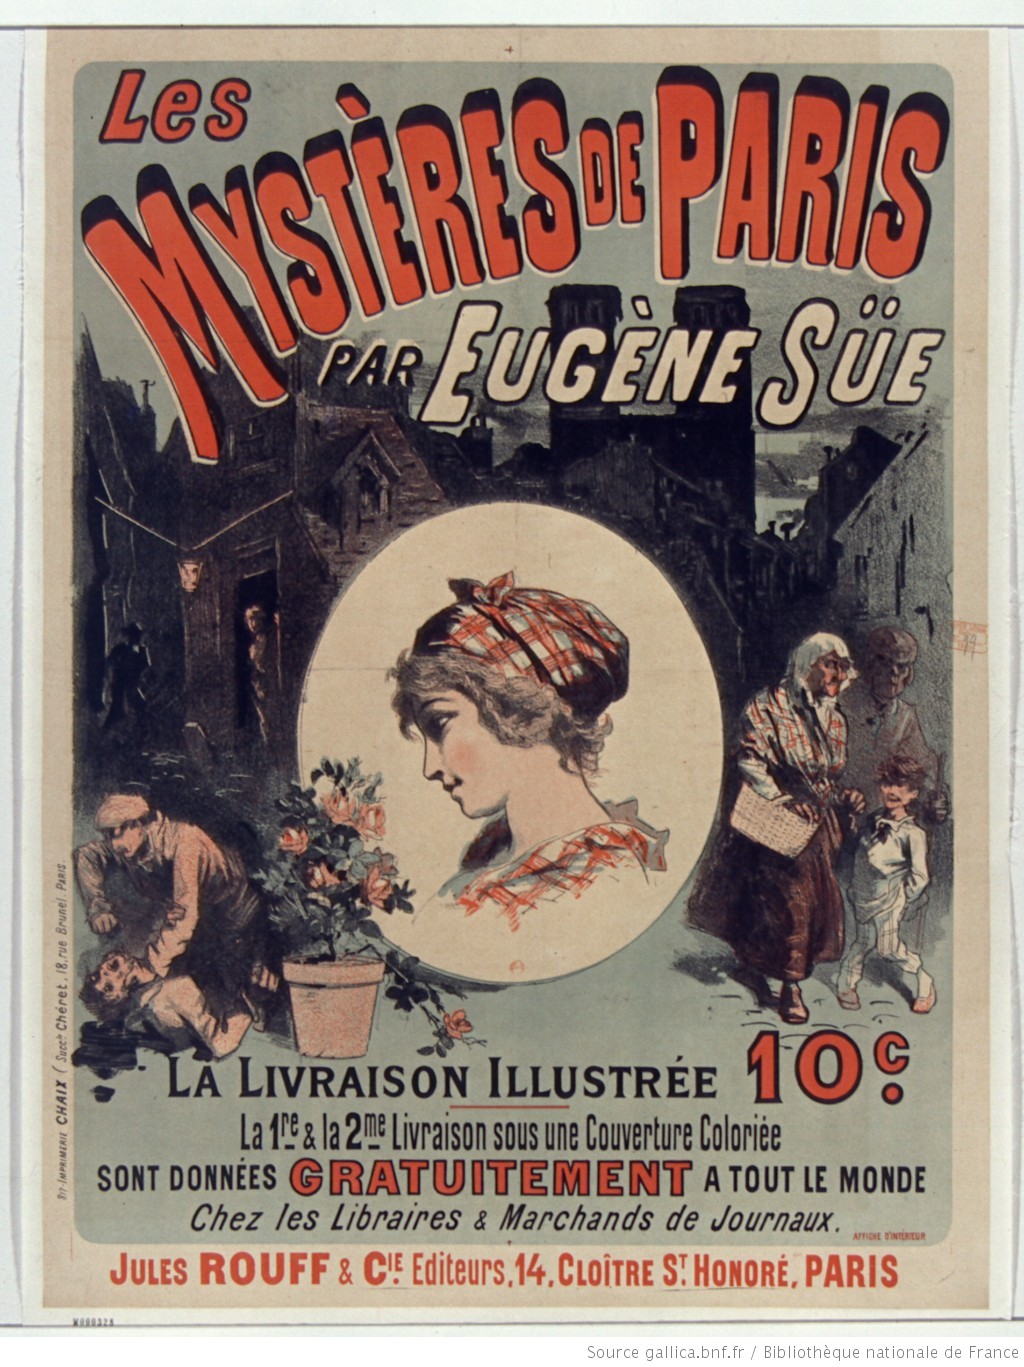 Les
MYSTÈRES DE PARIS
PAR EUGÈNE SÜE
LA LIVRAISON ILLUSTRÉE 10c.
La 1re & la 2me Livraison sous une Couverture Coloriée
SONT DONNÉES GRATUITEMENT A TOUT LE MONDE
Chez les Libraires & Marchands de Journaux.
AFFICHE D'INTÉRIEUR
JULES ROUFF & CIE Editeurs, 14, CLOÎTRE ST HONORÉ, PARIS
IMPRIMERIE CHAIX (Succle Chéret, 18, rue Brunel, PARIS
M000328
Source gallica.bnf.fr / Bibliothèque nationale de France